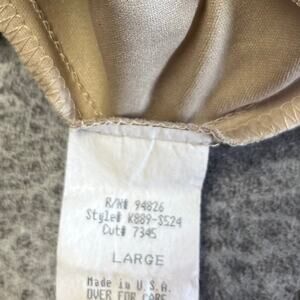 R/N# 94826
Style# K889-S524
Cut# 7345
LARGE
Made in U.S.A.
OVER FOR CARE